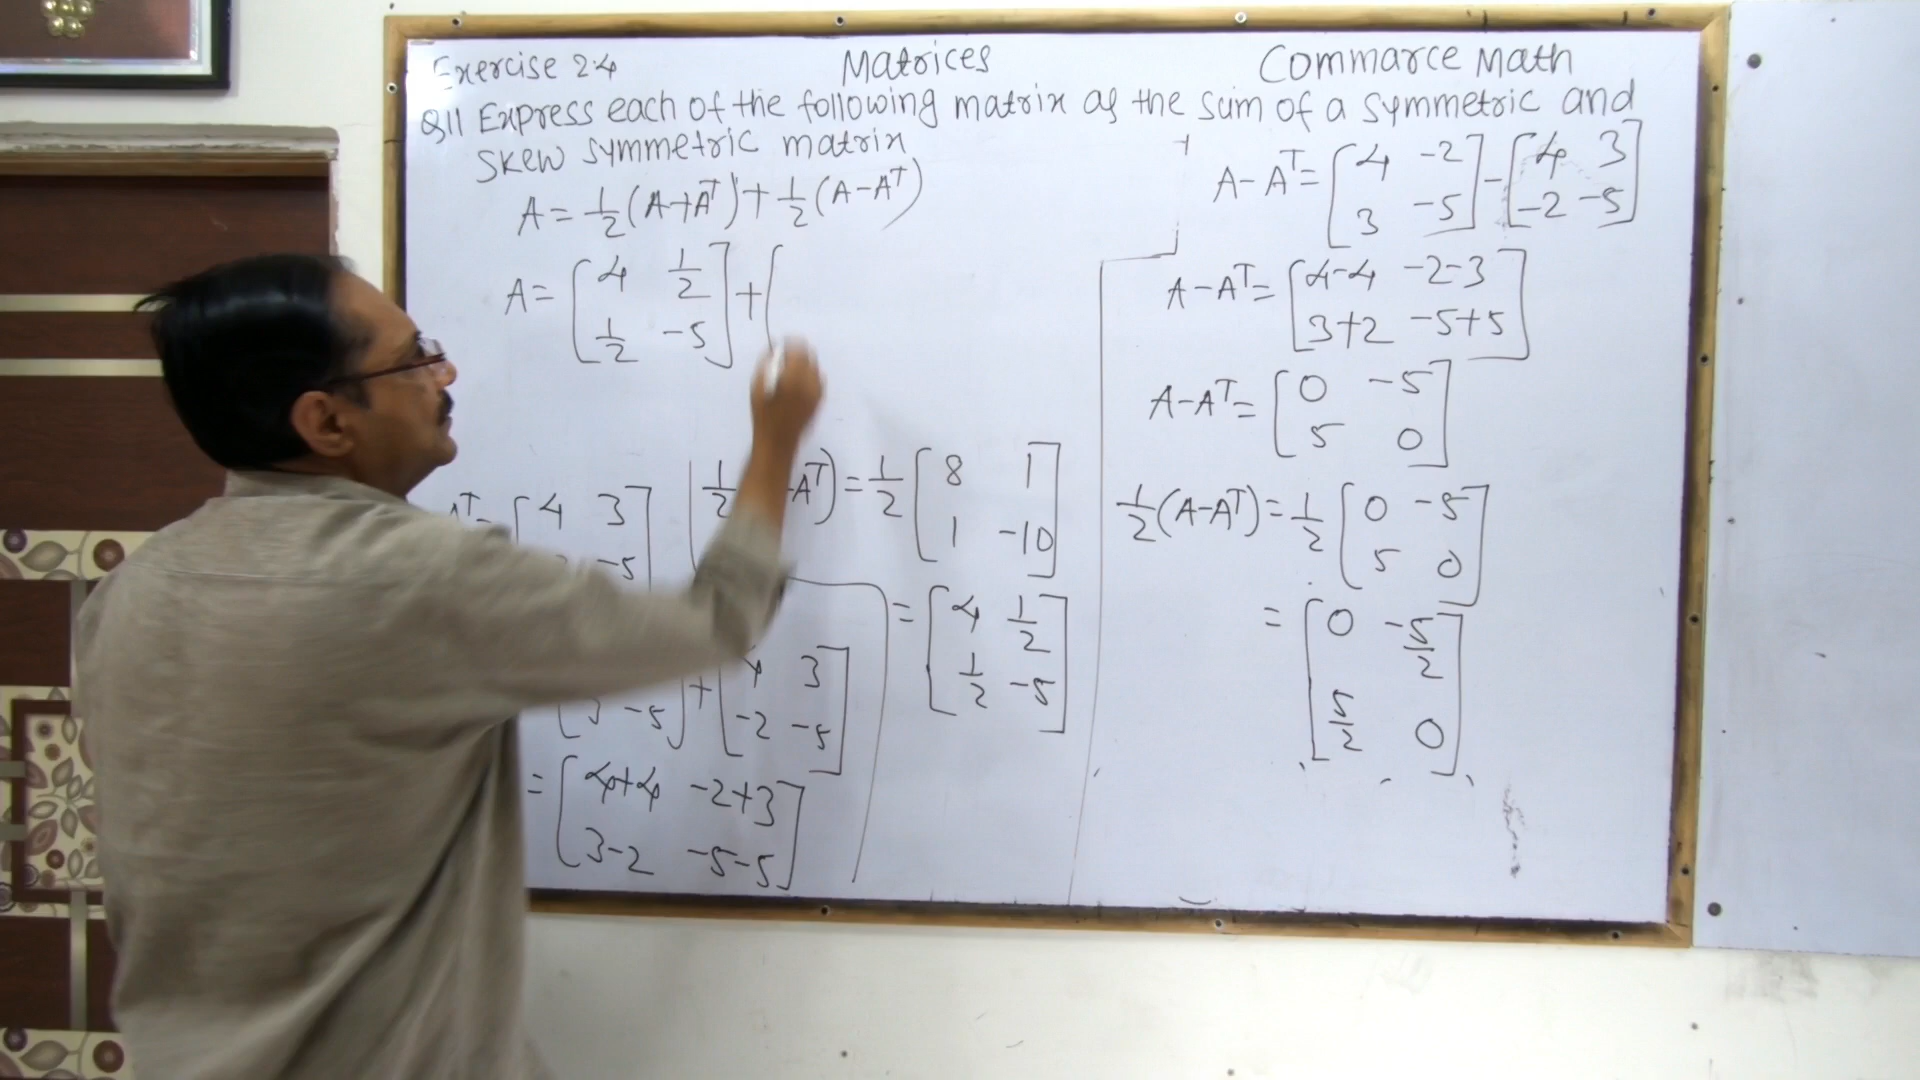 Exercise 2.4 Matrices Commarce Math
Q11 Express each of the following matrix as the sum of a symmetric and
skew symmetric matrix
A = 1/2 (A+A^T) + 1/2 (A-A^T)
A = [4 1/2
1/2 -5] + [
A^T = [4 3
-5]
1/2 A^T) = 1/2 [8 1
1 -10]
= [4 1/2
1/2 -5]
3 -5] + [4 3
-2 -5]
= [4+4 -2+3
3-2 -5-5]
A-A^T = [4 -2
3 -5] - [4 3
-2 -5]
A-A^T = [4-4 -2-3
3+2 -5+5]
A-A^T = [0 -5
5 0]
1/2 (A-A^T) = 1/2 [0 -5
5 0]
= [0 -5/2
5/2 0]